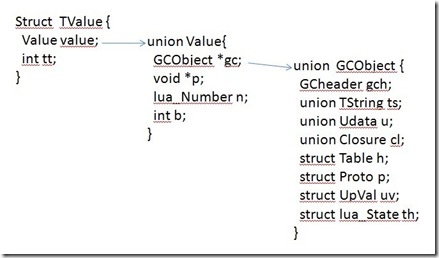 Struct TValue {
Value value;
int tt;
}
union Value{
GCObject *gc;
void *p;
lua_Number n;
int b;
}
union GCObject {
GCheader gch;
union TString ts;
union Udata u;
union Closure cl;
struct Table h;
struct Proto p;
struct UpVal uv;
struct lua_State th;
}